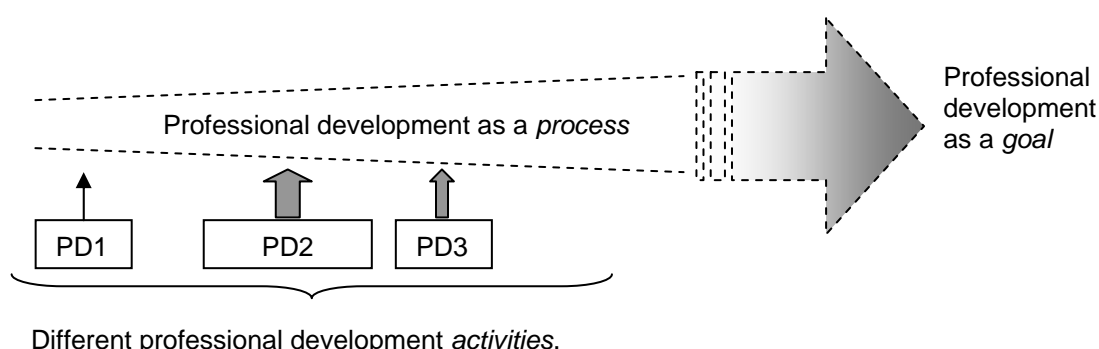 Professional development as a process
Professional
development
as a goal
PD1
PD2
PD3
Different professional development activities.